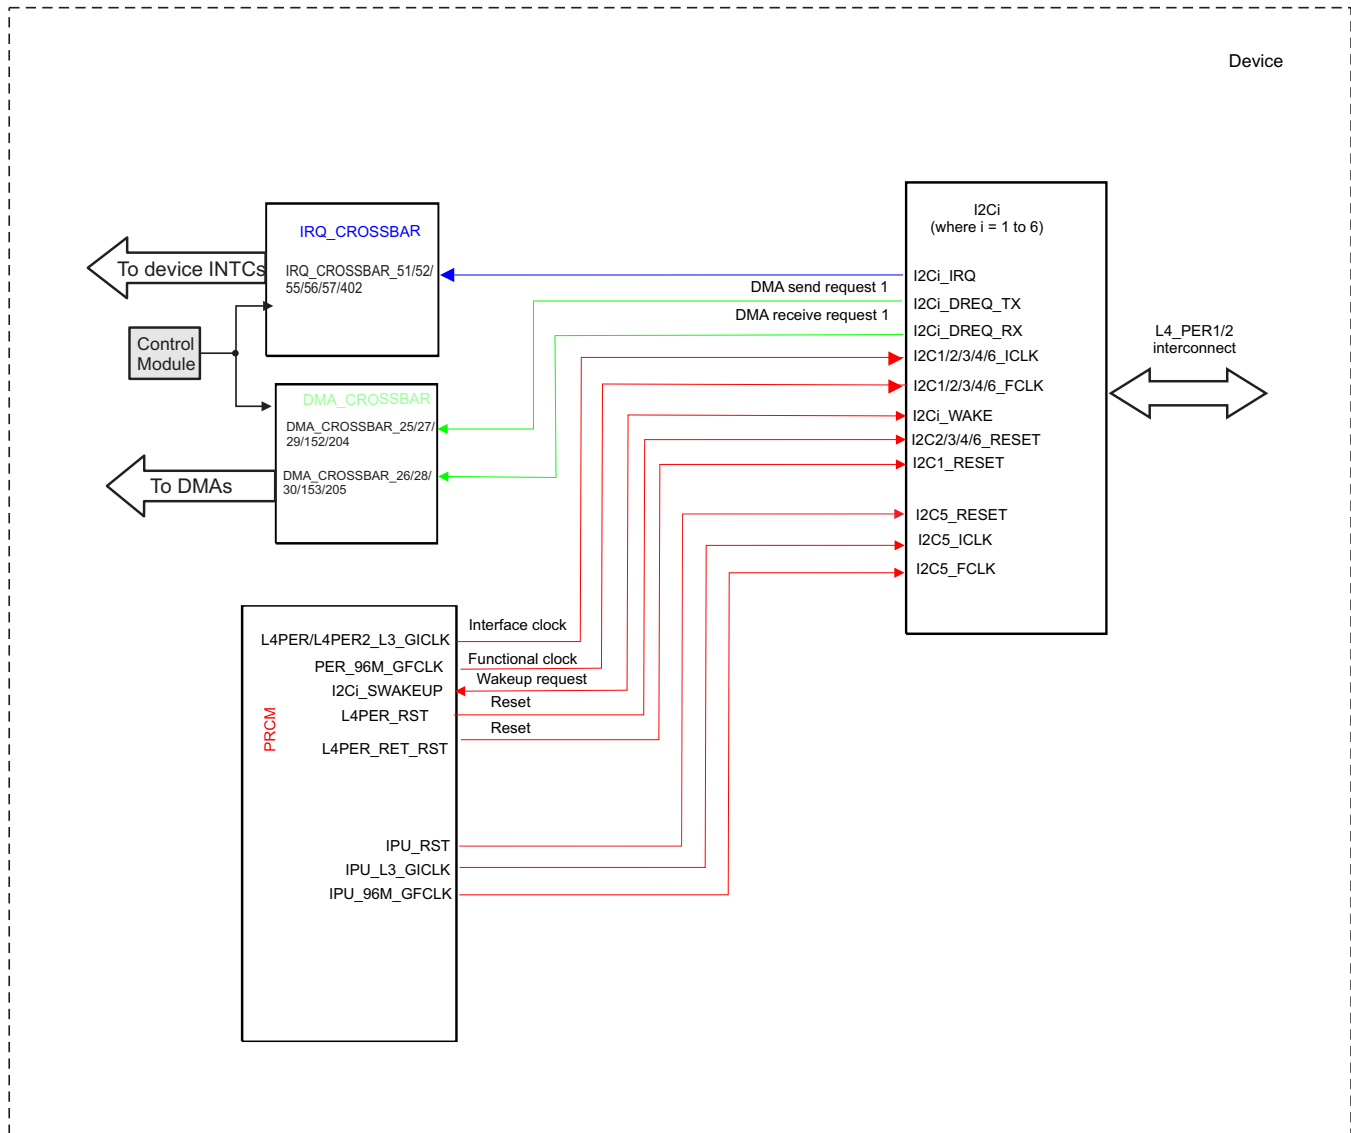 Device
IRQ_CROSSBAR
IRQ_CROSSBAR_51/52/
55/56/57/402
To device INTCs
Control
Module
DMA_CROSSBAR
DMA_CROSSBAR_25/27/
29/152/204
DMA_CROSSBAR_26/28/
30/153/205
To DMAs
DMA send request 1
DMA receive request 1
I2Ci
(where i = 1 to 6)
I2Ci_IRQ
I2Ci_DREQ_TX
I2Ci_DREQ_RX
I2C1/2/3/4/6_ICLK
I2C1/2/3/4/6_FCLK
I2Ci_WAKE
I2C2/3/4/6_RESET
I2C1_RESET
I2C5_RESET
I2C5_ICLK
I2C5_FCLK
L4_PER1/2
interconnect
PRCM
L4PER/L4PER2_L3_GICLK
PER_96M_GFCLK
I2Ci_SWAKEUP
L4PER_RST
L4PER_RET_RST
IPU_RST
IPU_L3_GICLK
IPU_96M_GFCLK
Interface clock
Functional clock
Wakeup request
Reset
Reset